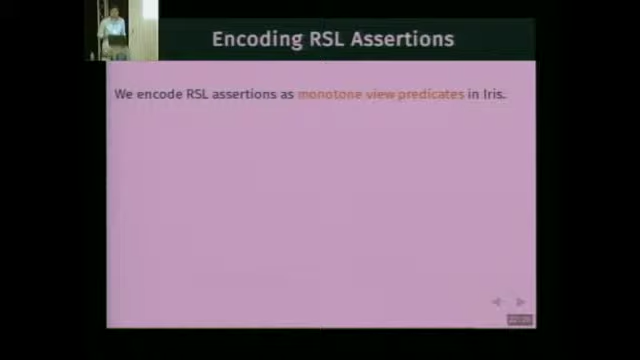 Encoding RSL Assertions
We encode RSL assertions as monotone view predicates in Iris.